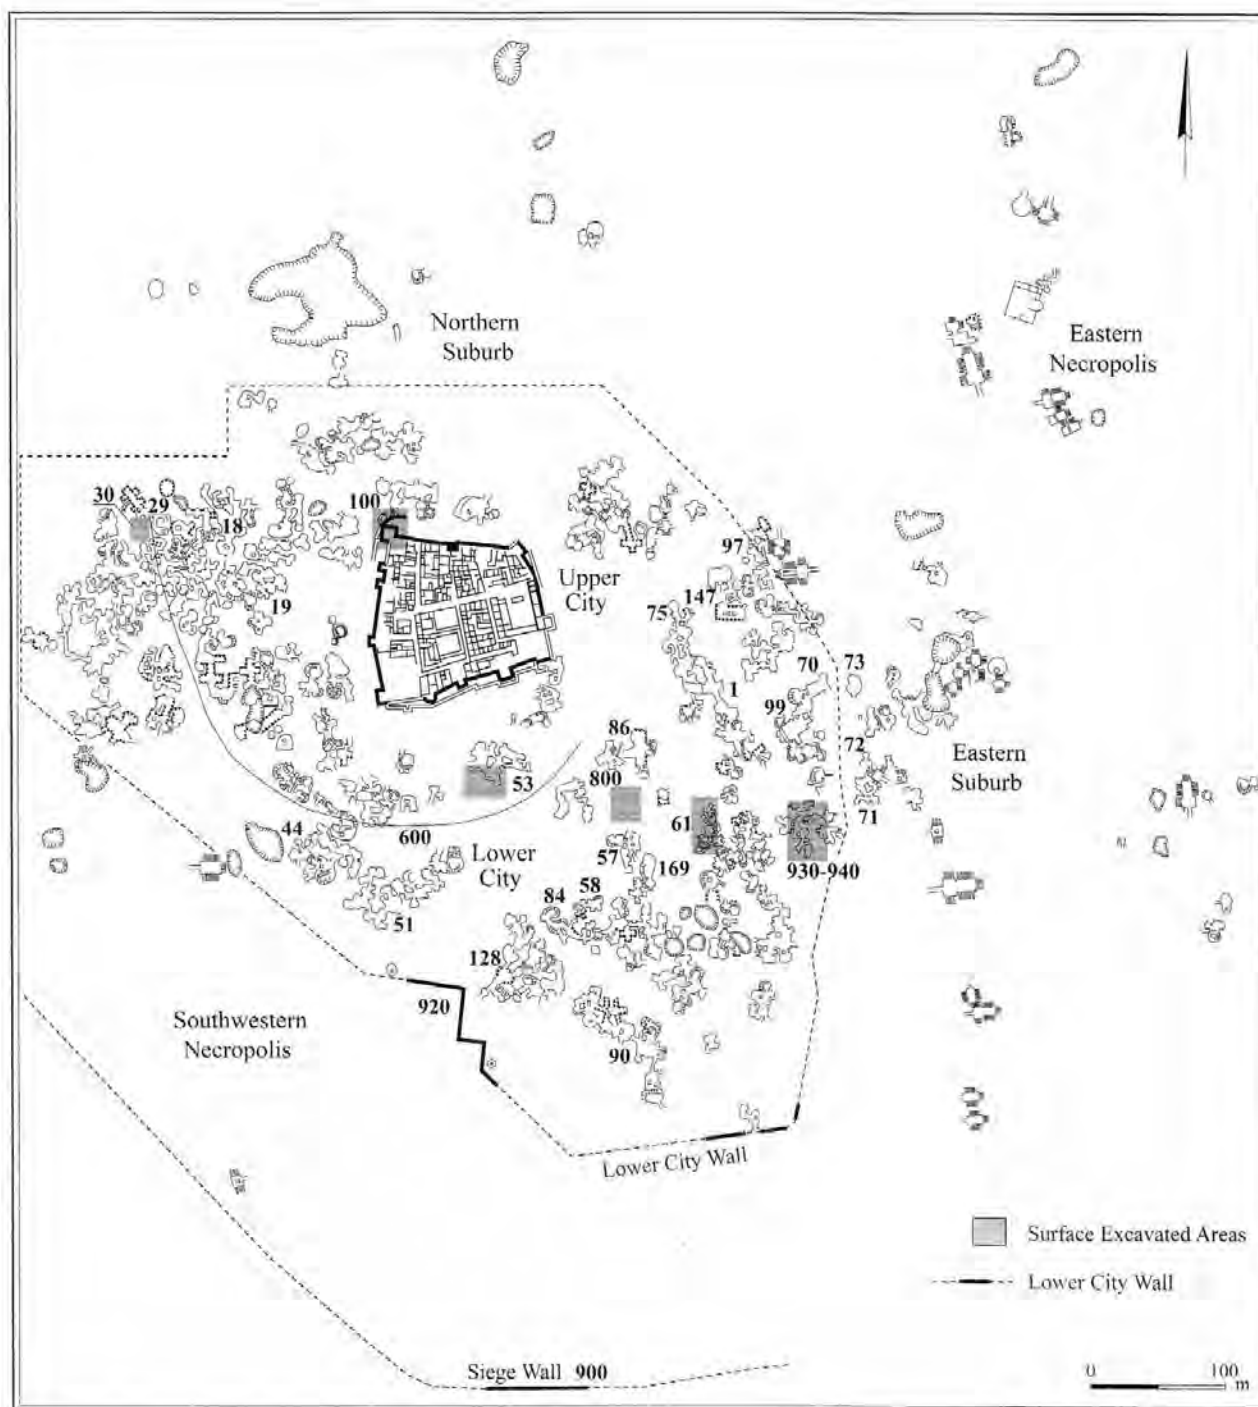 Northern
Suburb
Eastern
Necropolis
30
29
18
100
97
Upper
City
147
75
19
70
73
1
99
86
72
Eastern
Suburb
800
53
71
61
44
600
Lower
City
57
169
930-940
58
84
51
128
920
Southwestern
Necropolis
90
Lower City Wall
Surface Excavated Areas
Lower City Wall
Siege Wall 900
0 100
m